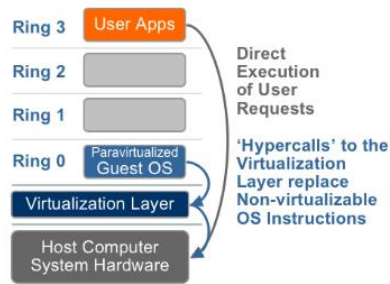 Ring 3
User Apps
Ring 2
Ring 1
Ring 0
Paravirtualized
Guest OS
Virtualization Layer
Host Computer
System Hardware
Direct
Execution
of User
Requests
‘Hypercalls’ to the
Virtualization
Layer replace
Non-virtualizable
OS Instructions